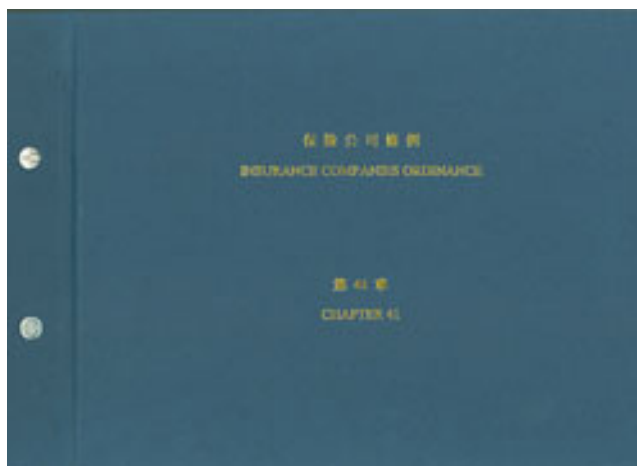 保險公司條例
INSURANCE COMPANIES ORDINANCE
第 41 章
CHAPTER 41